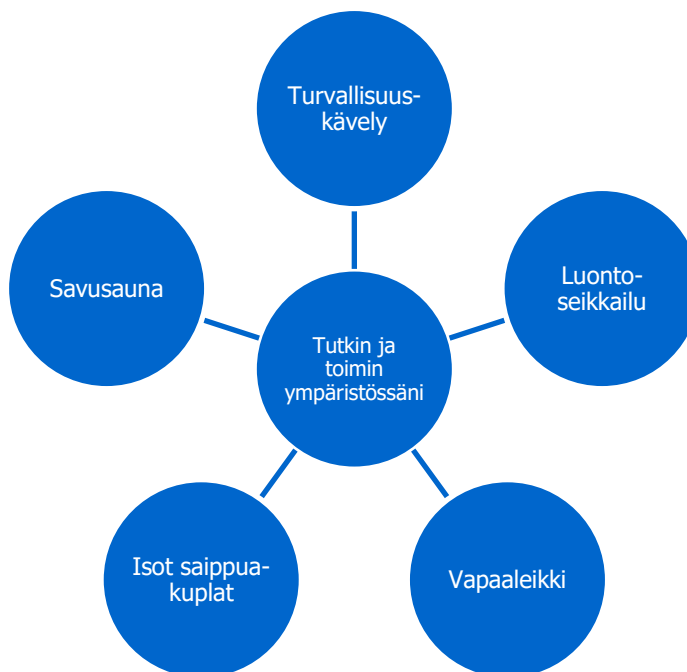 Turvallisuus-
kävely
Savusauna
Luonto-
seikkailu
Tutkin ja
toimin
ympäristössäni
Isot saippua-
kuplat
Vapaaleikki